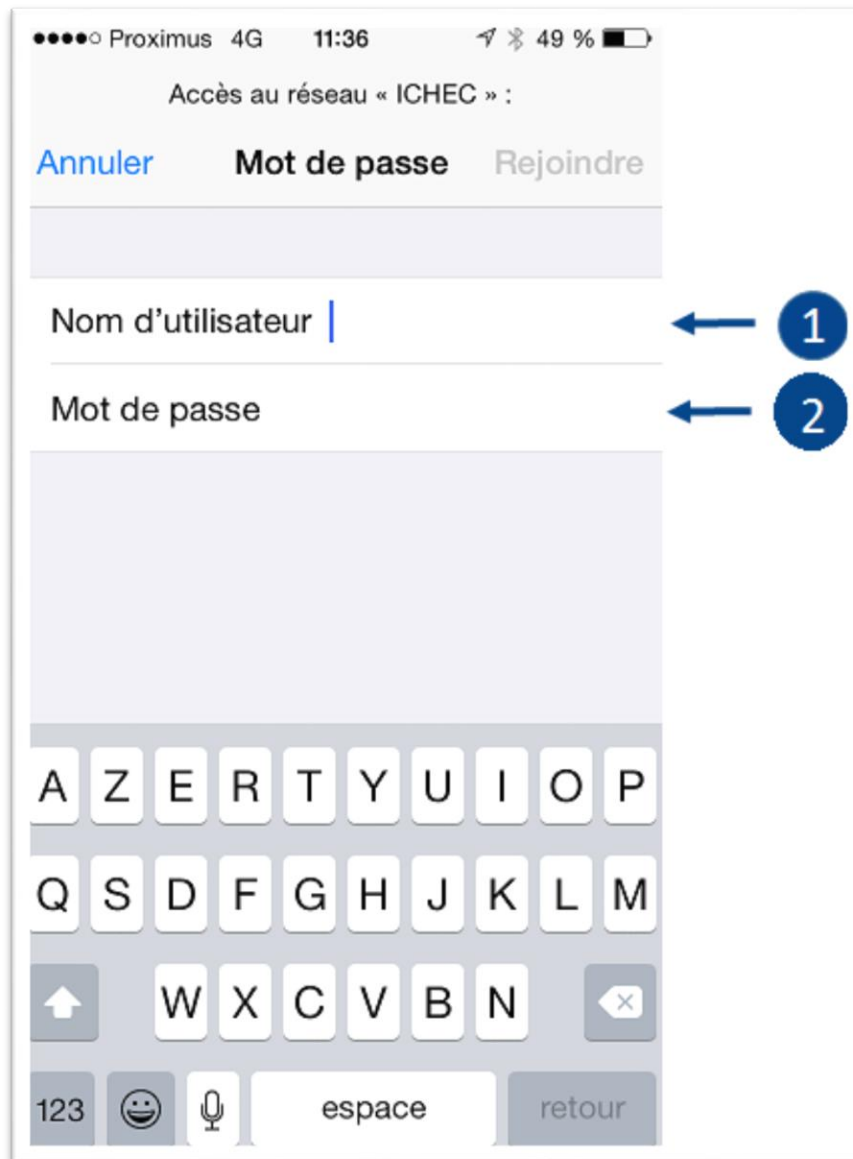 Proximus 4G 11:36 49 %
Accès au réseau « ICHEC » :
Annuler Mot de passe Rejoindre
Nom d’utilisateur 1
Mot de passe 2
A Z E R T Y U I O P
Q S D F G H J K L M
W X C V B N
123 espace retour